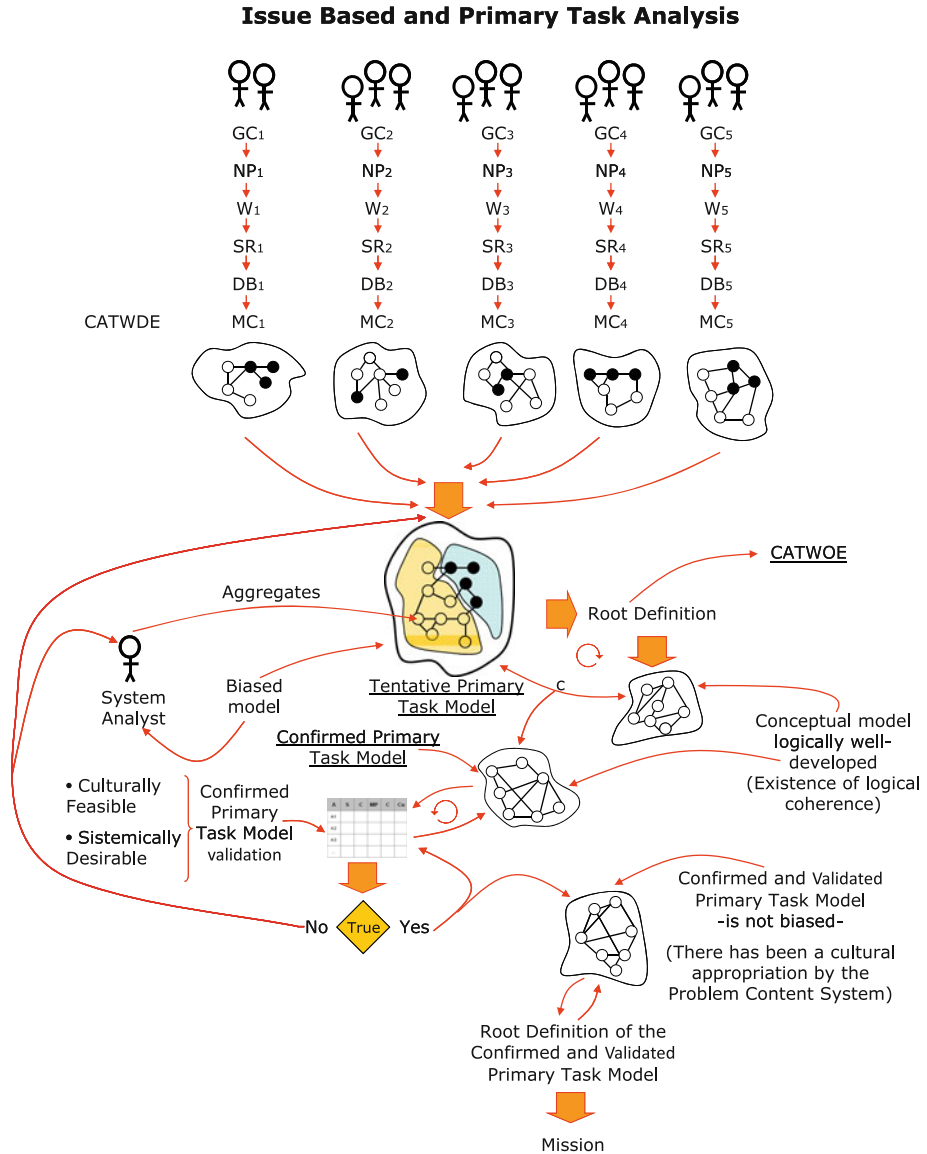 Issue Based and Primary Task Analysis
GC1 GC2 GC3 GC4 GC5
NP1 NP2 NP3 NP4 NP5
W1 W2 W3 W4 W5
SR1 SR2 SR3 SR4 SR5
DB1 DB2 DB3 DB4 DB5
CATWDE MC1 MC2 MC3 MC4 MC5
CATWOE
Aggregates
Root Definition
System
Analyst
Biased
model
Tentative Primary
Task Model
c
Confirmed Primary
Task Model
Conceptual model
logically well-
developed
(Existence of logical
coherence)
• Culturally
Feasible
• Sistemically
Desirable
Confirmed
Primary
Task Model
validation
A S C MP C Ca
A1
A2
A3
...
No True Yes
Confirmed and Validated
Primary Task Model
-is not biased-
(There has been a cultural
appropriation by the
Problem Content System)
Root Definition of the
Confirmed and Validated
Primary Task Model
Mission